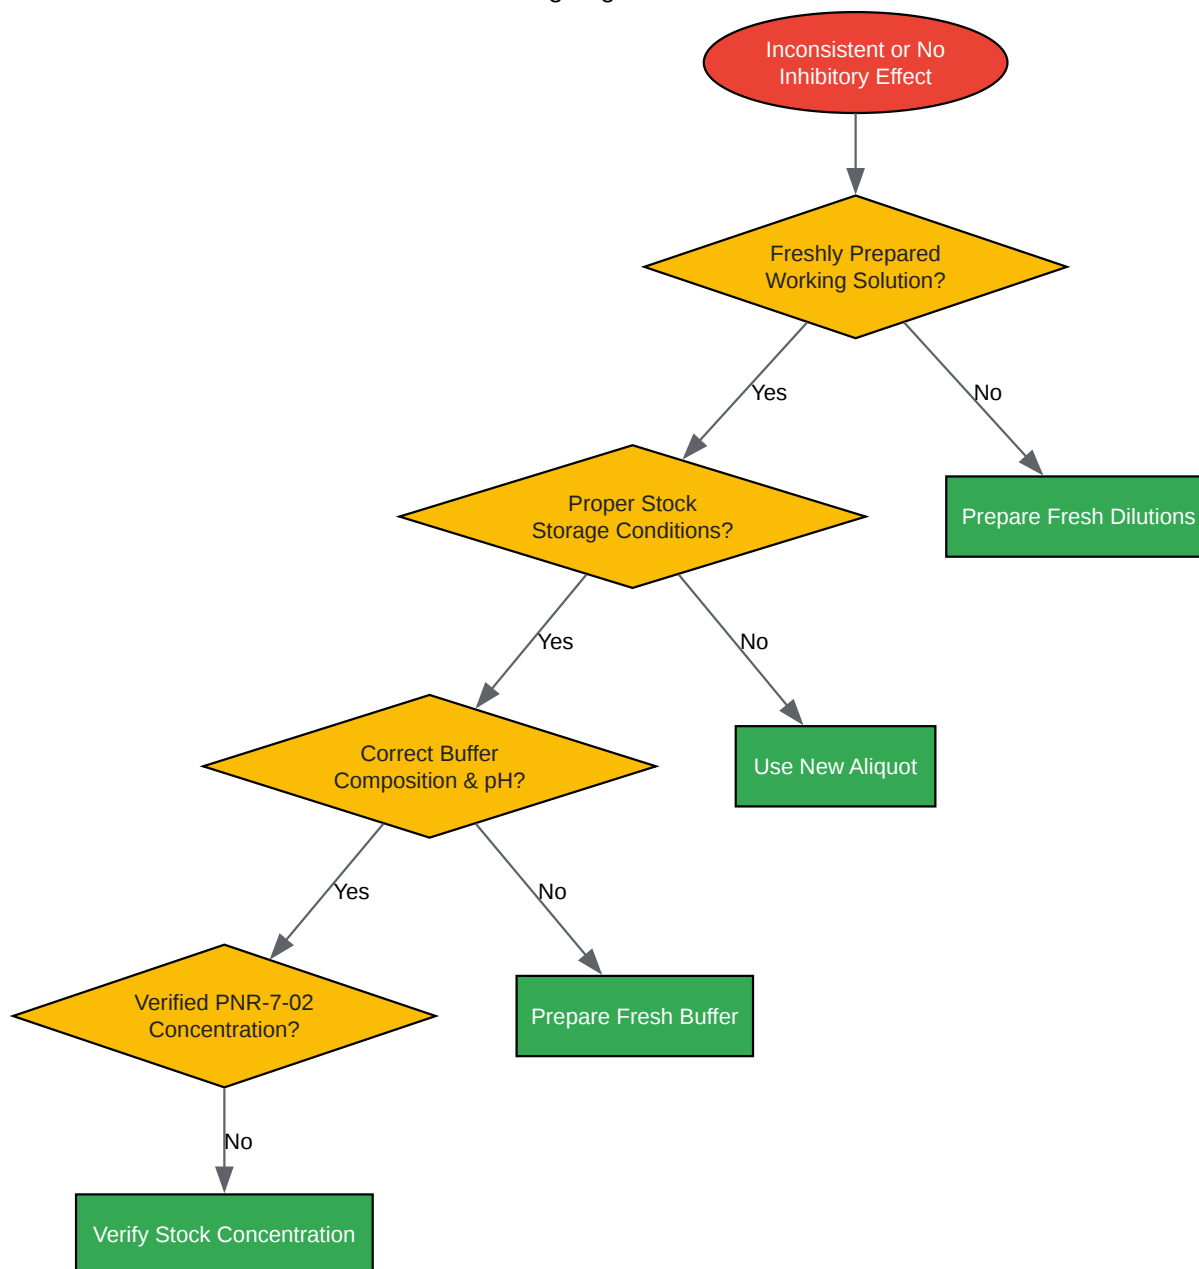 Inconsistent or No
Inhibitory Effect
Freshly Prepared
Working Solution?
Yes
No
Proper Stock
Storage Conditions?
Prepare Fresh Dilutions
Yes
No
Correct Buffer
Composition & pH?
Use New Aliquot
Yes
No
Verified PNR-7-02
Concentration?
Prepare Fresh Buffer
No
Verify Stock Concentration